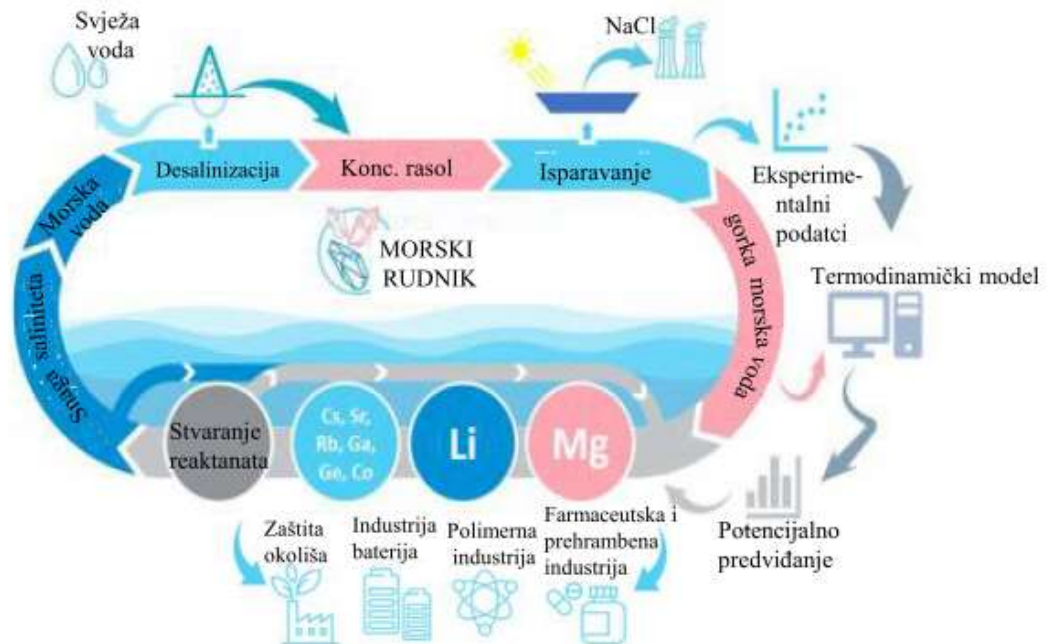 Svježa
voda
NaCl
Desalinizacija
Konc. rasol
Isparavanje
Morska
voda
Eksperime-
ntalni
podatci
gorka morska voda
MORSKI
RUDNIK
Termodinamički model
Snaga saliniteta
Stvaranje
reaktanata
Cs, Sr,
Rb, Ga,
Ge, Co
Li
Mg
Potencijalno
predviđanje
Zaštita
okoliša
Industrija
baterija
Polimerna
industrija
Farmaceutska i
prehrambena
industrija